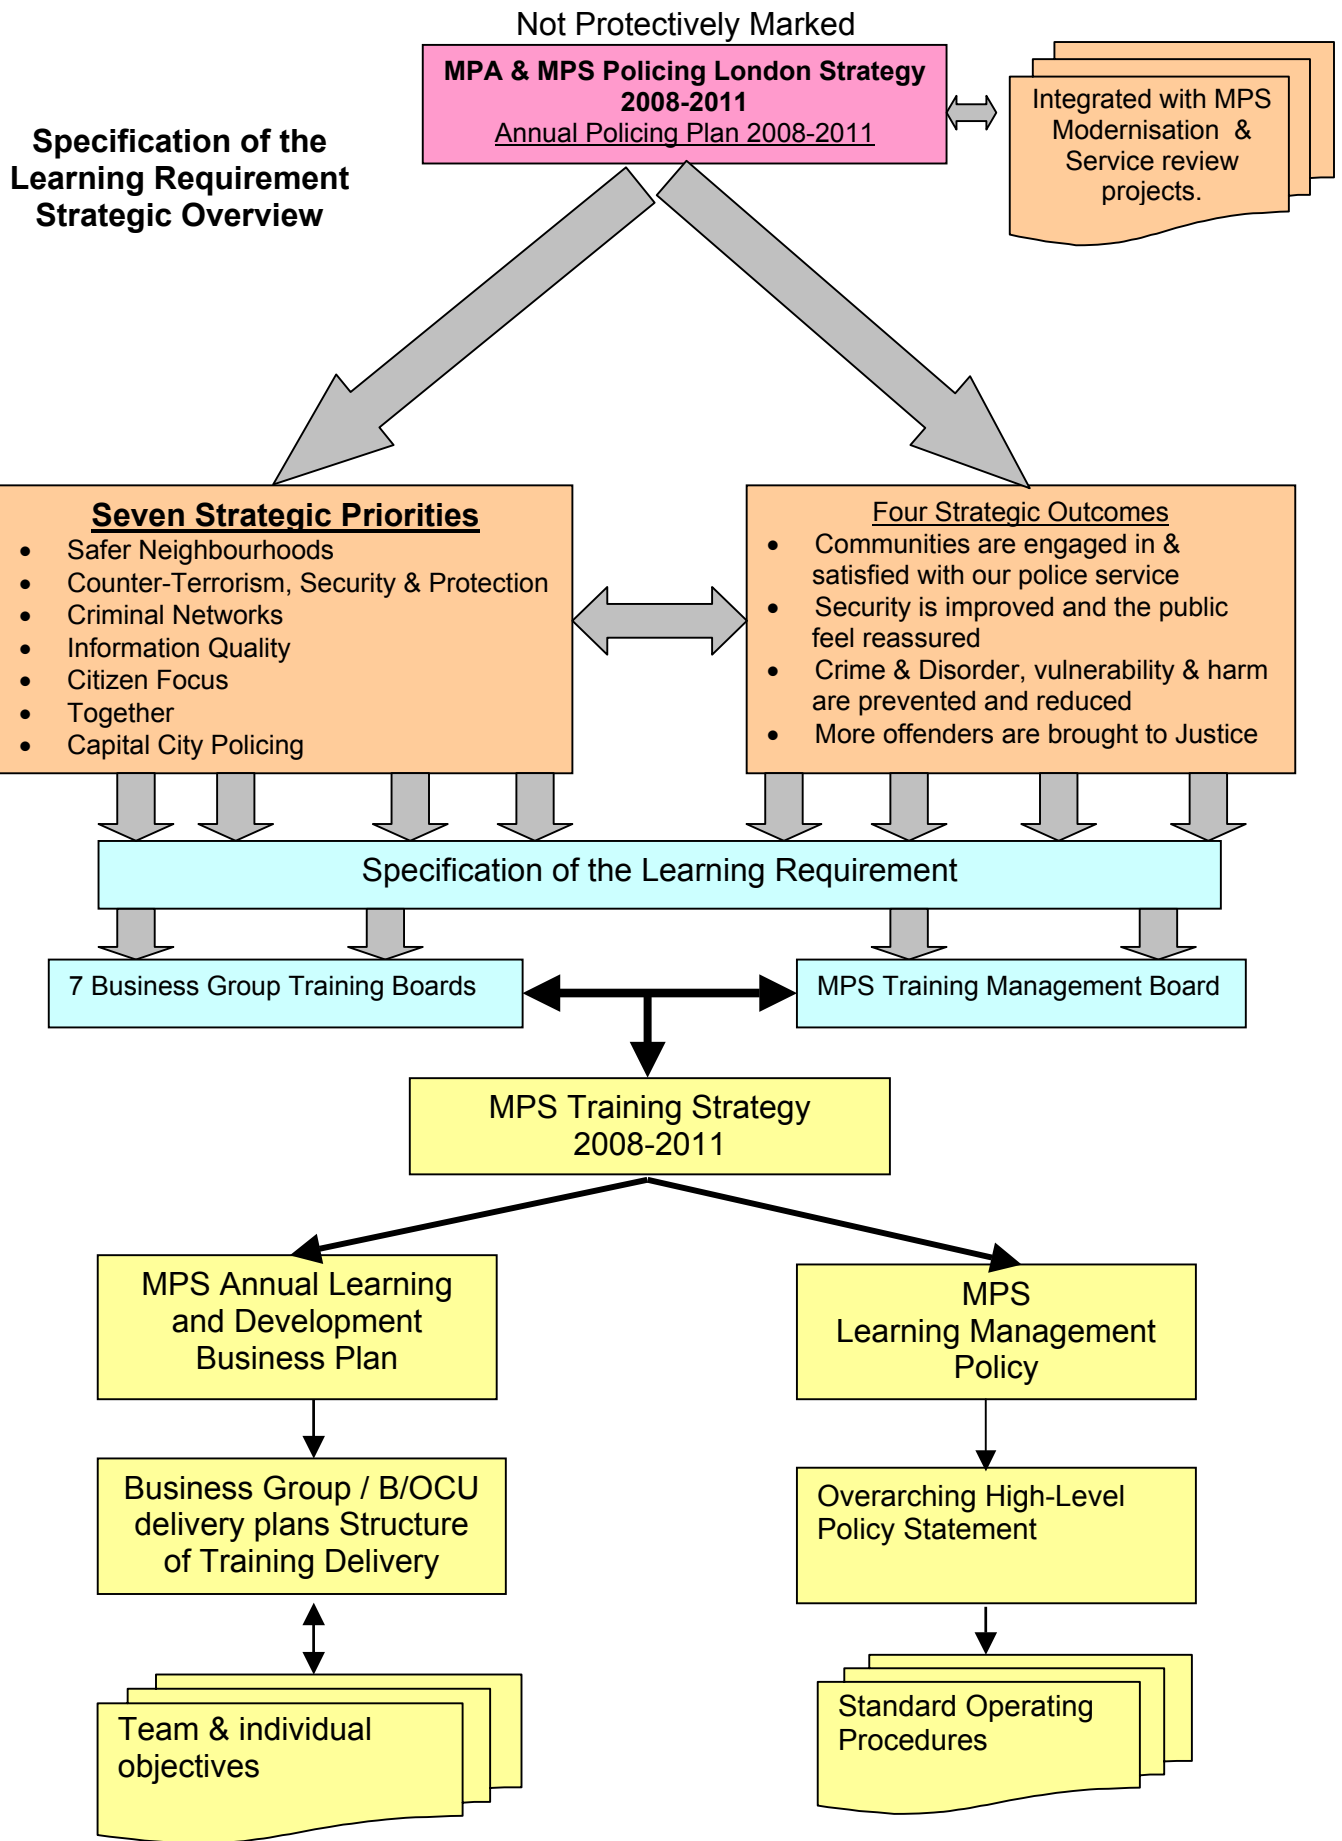 Not Protectively Marked
MPA & MPS Policing London Strategy
2008-2011
Annual Policing Plan 2008-2011
Integrated with MPS
Modernisation &
Service review
projects.
Specification of the
Learning Requirement
Strategic Overview
Seven Strategic Priorities
• Safer Neighbourhoods
• Counter-Terrorism, Security & Protection
• Criminal Networks
• Information Quality
• Citizen Focus
• Together
• Capital City Policing
Four Strategic Outcomes
• Communities are engaged in &
satisfied with our police service
• Security is improved and the public
feel reassured
• Crime & Disorder, vulnerability & harm
are prevented and reduced
• More offenders are brought to Justice
Specification of the Learning Requirement
7 Business Group Training Boards
MPS Training Management Board
MPS Training Strategy
2008-2011
MPS Annual Learning
and Development
Business Plan
MPS
Learning Management
Policy
Business Group / B/OCU
delivery plans Structure
of Training Delivery
Overarching High-Level
Policy Statement
Team & individual
objectives
Standard Operating
Procedures